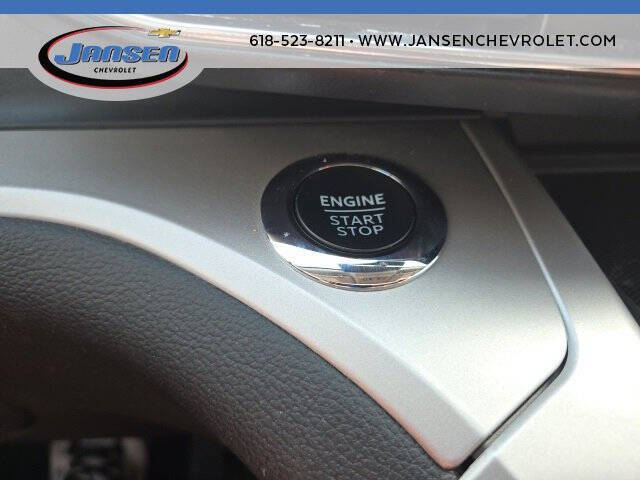 JANSEN
CHEVROLET
618-523-8211 • WWW.JANSENCHEVROLET.COM
ENGINE
START
STOP